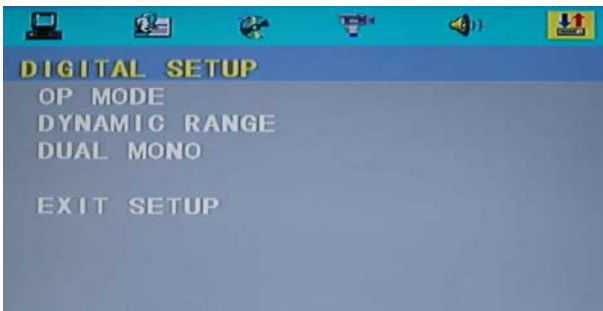 DIGITAL SETUP
OP MODE
DYNAMIC RANGE
DUAL MONO
EXIT SETUP